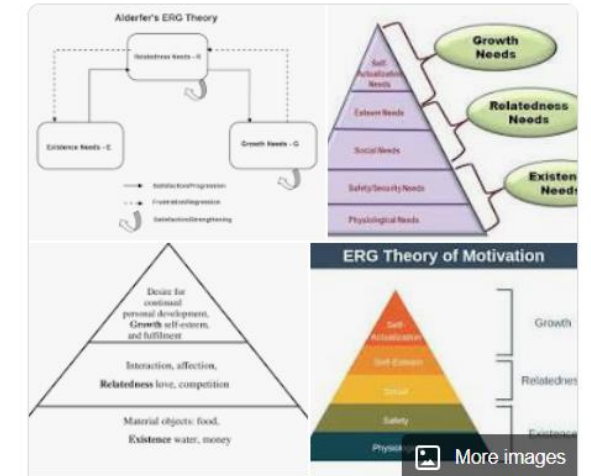 Alderfer's ERG Theory
Relatedness Needs - R
Existence Needs - E
Growth Needs - G
Satisfaction/Progression
Frustration/Regression
Satisfaction/Strengthening
Growth
Needs
Relatedness
Needs
Existen
Needs
Self-
Actualization
Needs
Esteem Needs
Social Needs
Safety/Security Needs
Physiological Needs
Desire for
continual
personal development,
Growth self-esteem,
and fulfilment
Interaction, affection,
Relatedness love, competition
Material objects: food,
Existence water, money
ERG Theory of Motivation
Self-
Actualization
Self-Esteem
Social
Safety
Physiolog
Growth
Relatednes
Existence
More images